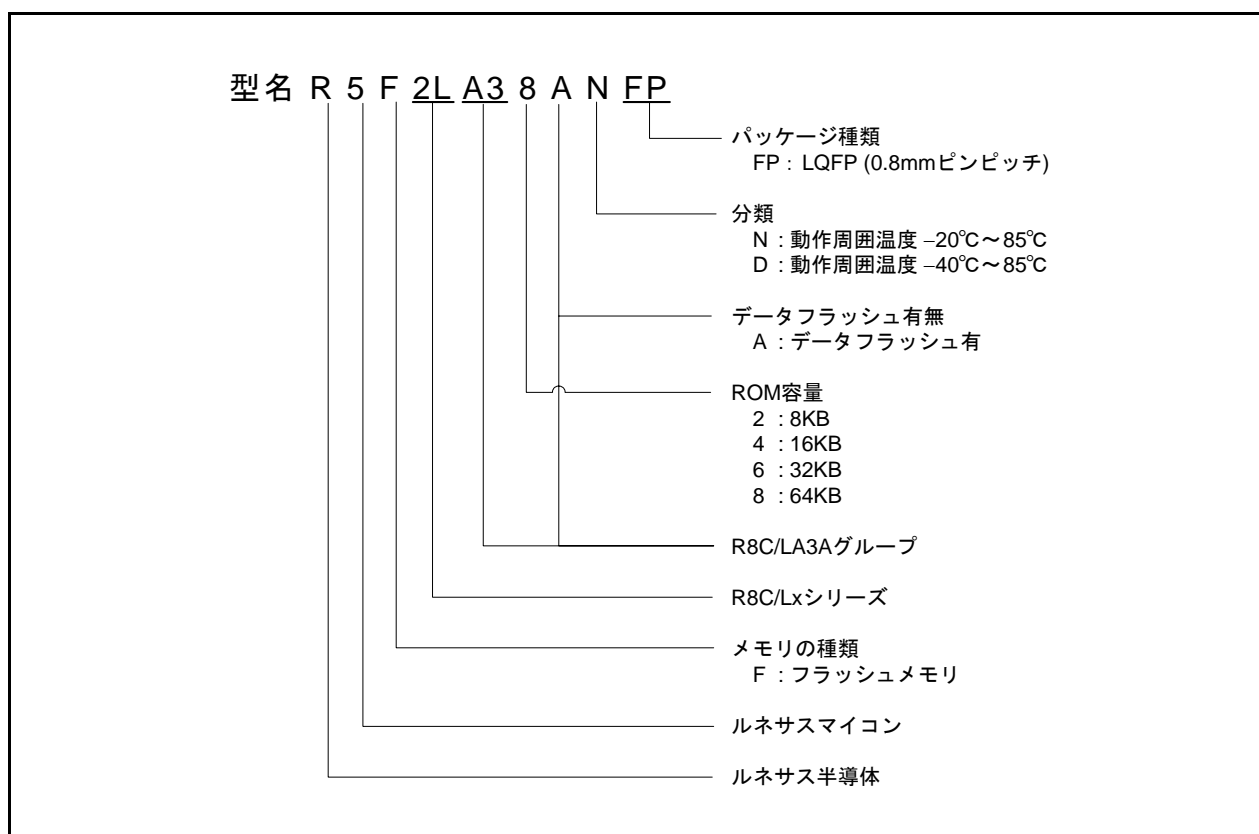 型名 R 5 F 2L A3 8 A N FP
パッケージ種類
FP : LQFP (0.8mmピンピッチ)
分類
N : 動作周囲温度 –20℃～85℃
D : 動作周囲温度 –40℃～85℃
データフラッシュ有無
A : データフラッシュ有
ROM容量
2 : 8KB
4 : 16KB
6 : 32KB
8 : 64KB
R8C/LA3Aグループ
R8C/Lxシリーズ
メモリの種類
F : フラッシュメモリ
ルネサスマイコン
ルネサス半導体